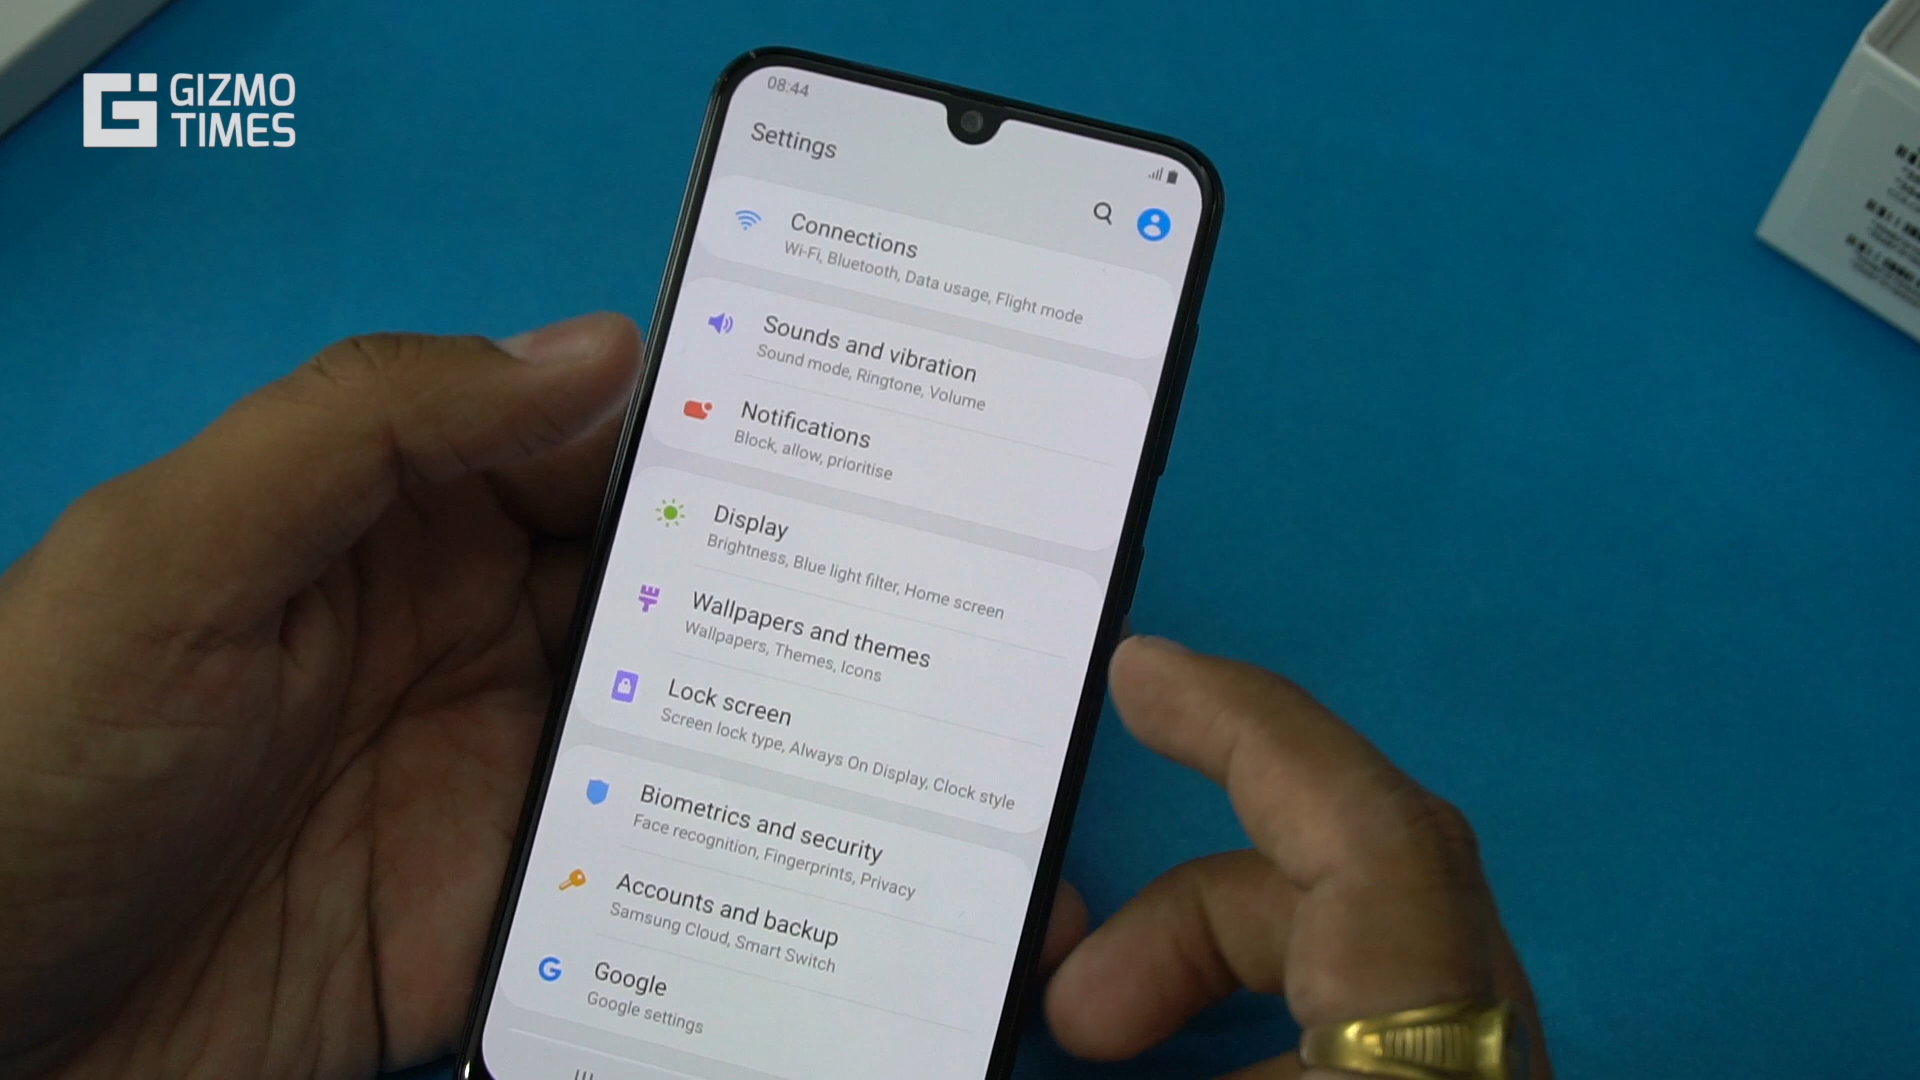 GIZMO
TIMES
08:44
Settings
Connections
Wi-Fi, Bluetooth, Data usage, Flight mode
Sounds and vibration
Sound mode, Ringtone, Volume
Notifications
Block, allow, prioritise
Display
Brightness, Blue light filter, Home screen
Wallpapers and themes
Wallpapers, Themes, Icons
Lock screen
Screen lock type, Always On Display, Clock style
Biometrics and security
Face recognition, Fingerprints, Privacy
Accounts and backup
Samsung Cloud, Smart Switch
Google
Google settings